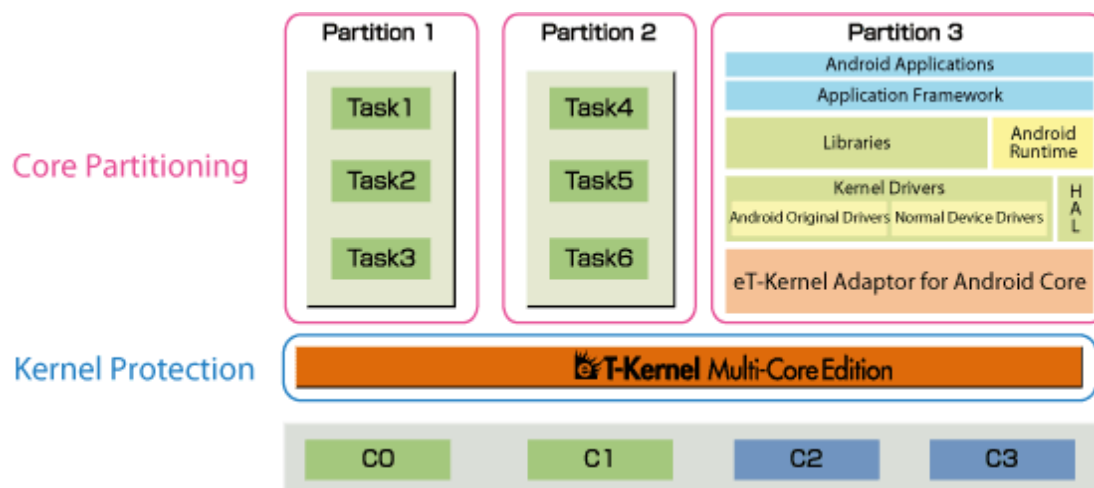 Partition 1
Partition 2
Partition 3
Core Partitioning
Task1
Task2
Task3
Task4
Task5
Task6
Android Applications
Application Framework
Libraries
Android
Runtime
Kernel Drivers
Android Original Drivers
Normal Device Drivers
H
A
L
eT-Kernel Adaptor for Android Core
Kernel Protection
eT-Kernel Multi-Core Edition
C0
C1
C2
C3